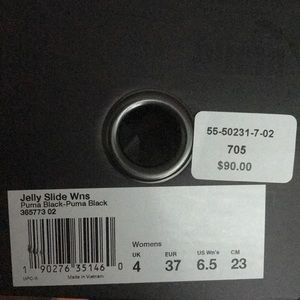 55-50231-7-02
705
$90.00
Jelly Slide Wns
Puma Black-Puma Black
365773 02
Womens
UK EUR US Wn's CM
4 37 6.5 23
1 90276 35146 0
Made in Vietnam